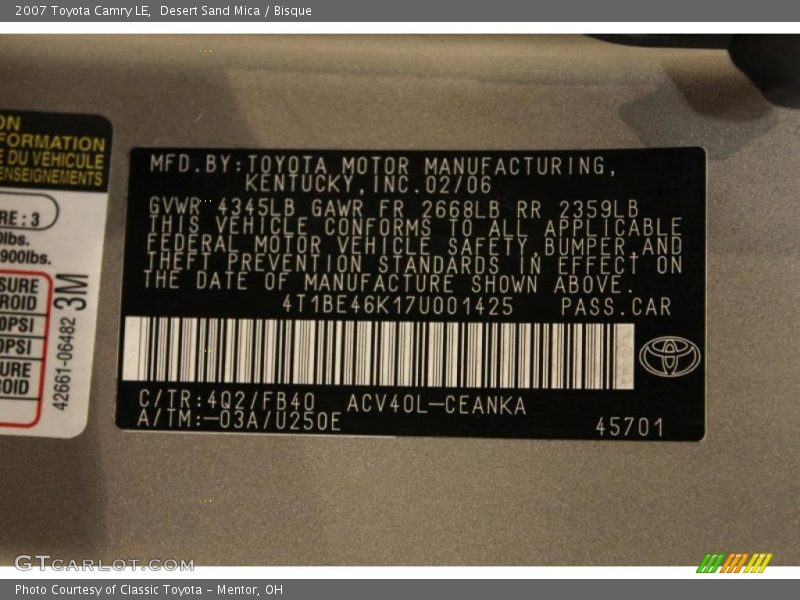 2007 Toyota Camry LE, Desert Sand Mica / Bisque
ON
FORMATION
E DU VEHICULE
ENSEIGNEMENTS
RE : 3
0lbs.
900lbs.
SURE
ROID
0PSI
0PSI
SURE
ROID
42661-06482 3M
MFD.BY:TOYOTA MOTOR MANUFACTURING,
KENTUCKY,INC.02/06
GVWR 4345LB GAWR FR 2668LB RR 2359LB
THIS VEHICLE CONFORMS TO ALL APPLICABLE
FEDERAL MOTOR VEHICLE SAFETY,BUMPER,AND
THEFT PREVENTION STANDARDS IN EFFECT ON
THE DATE OF MANUFACTURE SHOWN ABOVE.
4T1BE46K17U001425 PASS.CAR
C/TR:4Q2/FB40 ACV40L-CEANKA
A/TM:-03A/U250E
45701
GTCARLOT.COM
Photo Courtesy of Classic Toyota - Mentor, OH